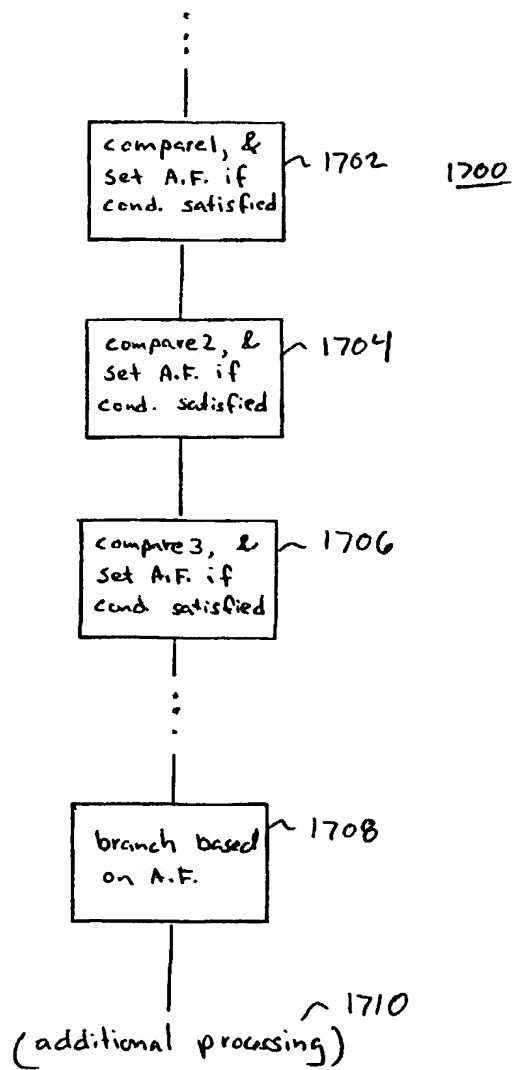 compare1, &
set A.F. if
cond. satisfied
1702
1700
compare2, &
set A.F. if
cond. satisfied
1704
compare3, &
set A.F. if
cond. satisfied
1706
branch based
on A.F.
1708
(additional processing)
1710